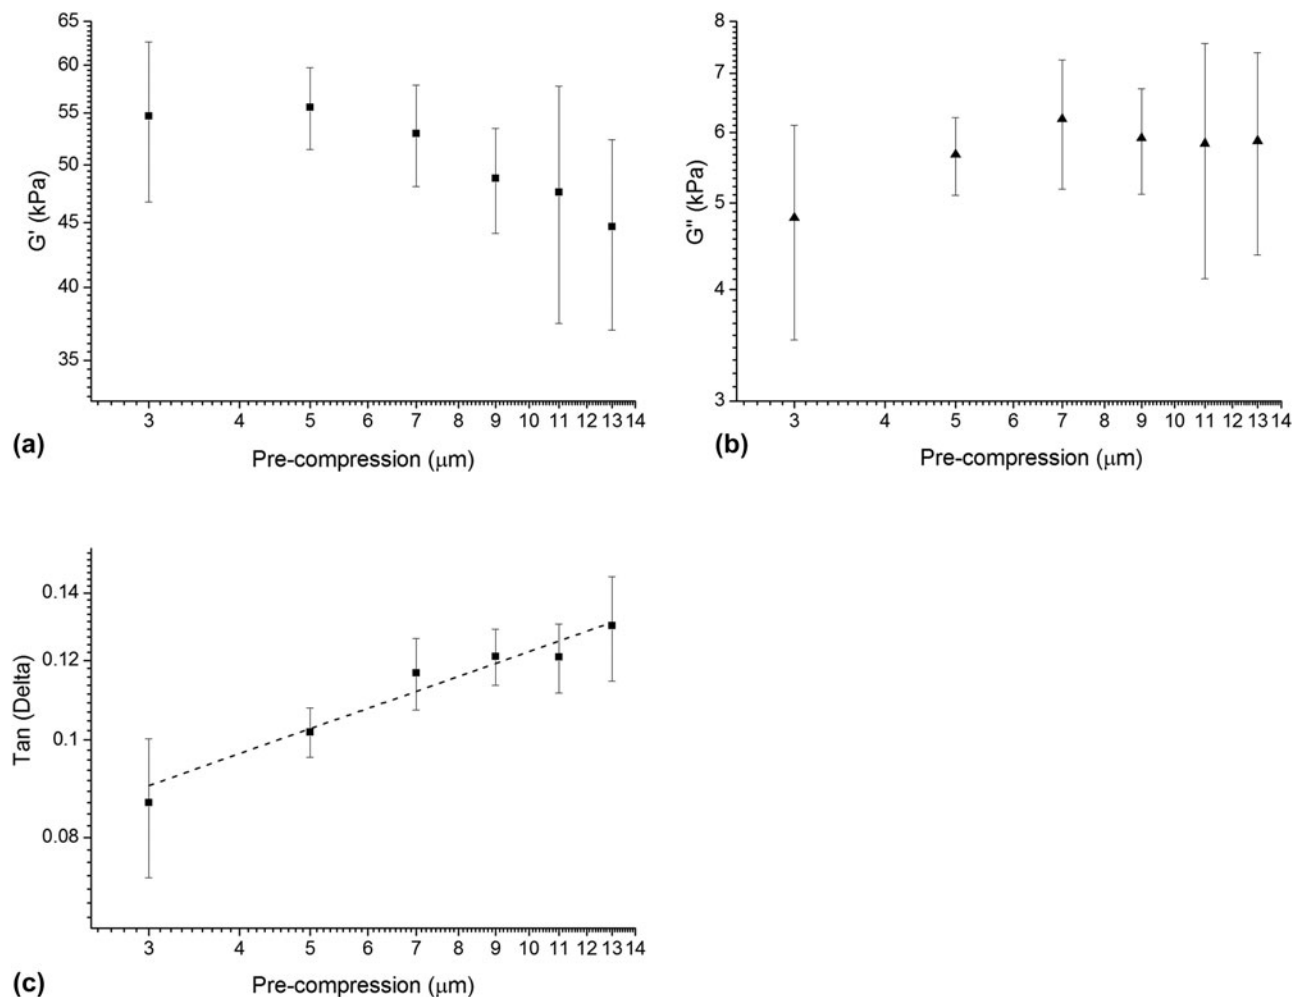 65
60
55
50
45
40
35
G' (kPa)
3 4 5 6 7 8 9 10 11 12 13 14
Pre-compression (μm)
(a)
8
7
6
5
4
3
G'' (kPa)
3 4 5 6 7 8 9 10 11 12 13 14
Pre-compression (μm)
(b)
0.14
0.12
0.1
0.08
Tan (Delta)
3 4 5 6 7 8 9 10 11 12 13 14
Pre-compression (μm)
(c)